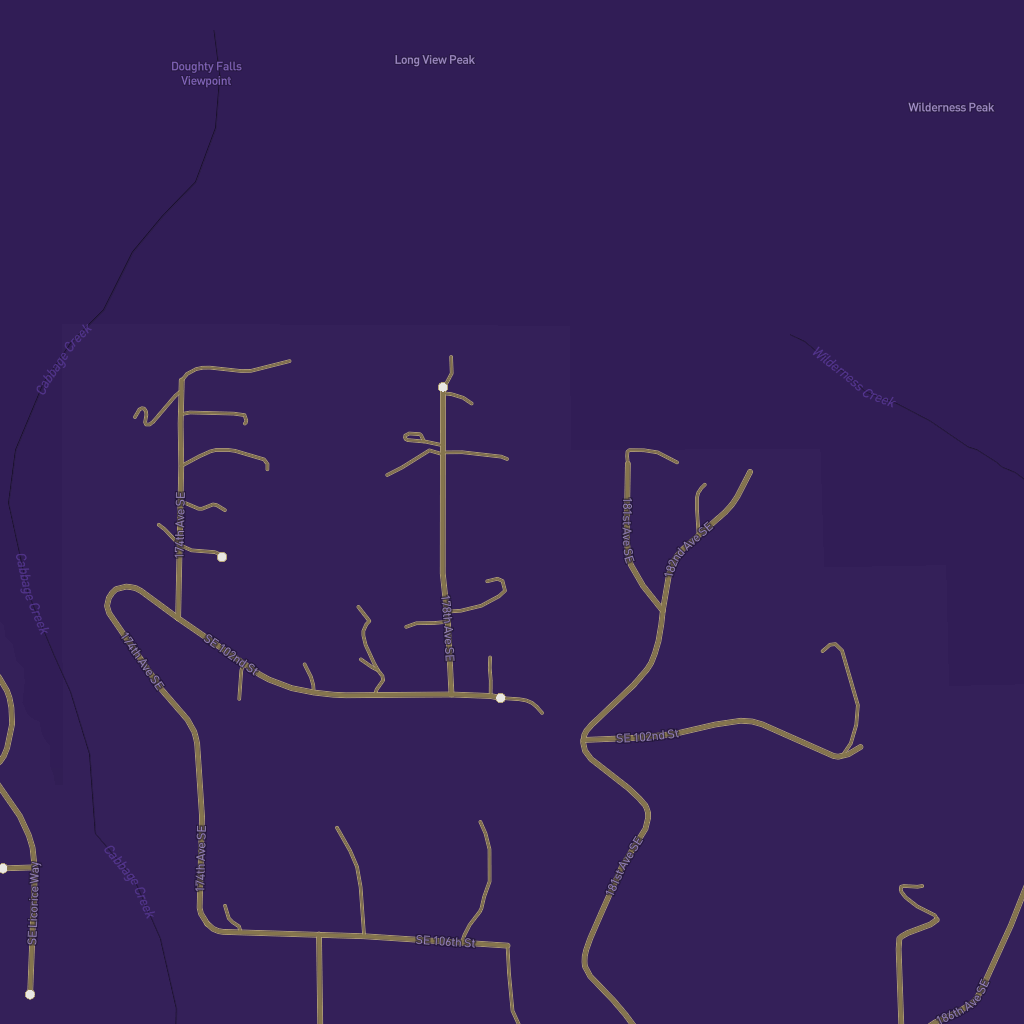 Long View Peak
Doughty Falls
Viewpoint
Wilderness Peak
Cabbage Creek
Wilderness Creek
174th Ave SE
181st Ave SE
182nd Ave SE
Cabbage Creek
178th Ave SE
SE 102nd St
174th Ave SE
SE 102nd St
174th Ave SE
181st Ave SE
Cabbage Creek
SE Licorice Way
SE 106th St
186th Ave SE